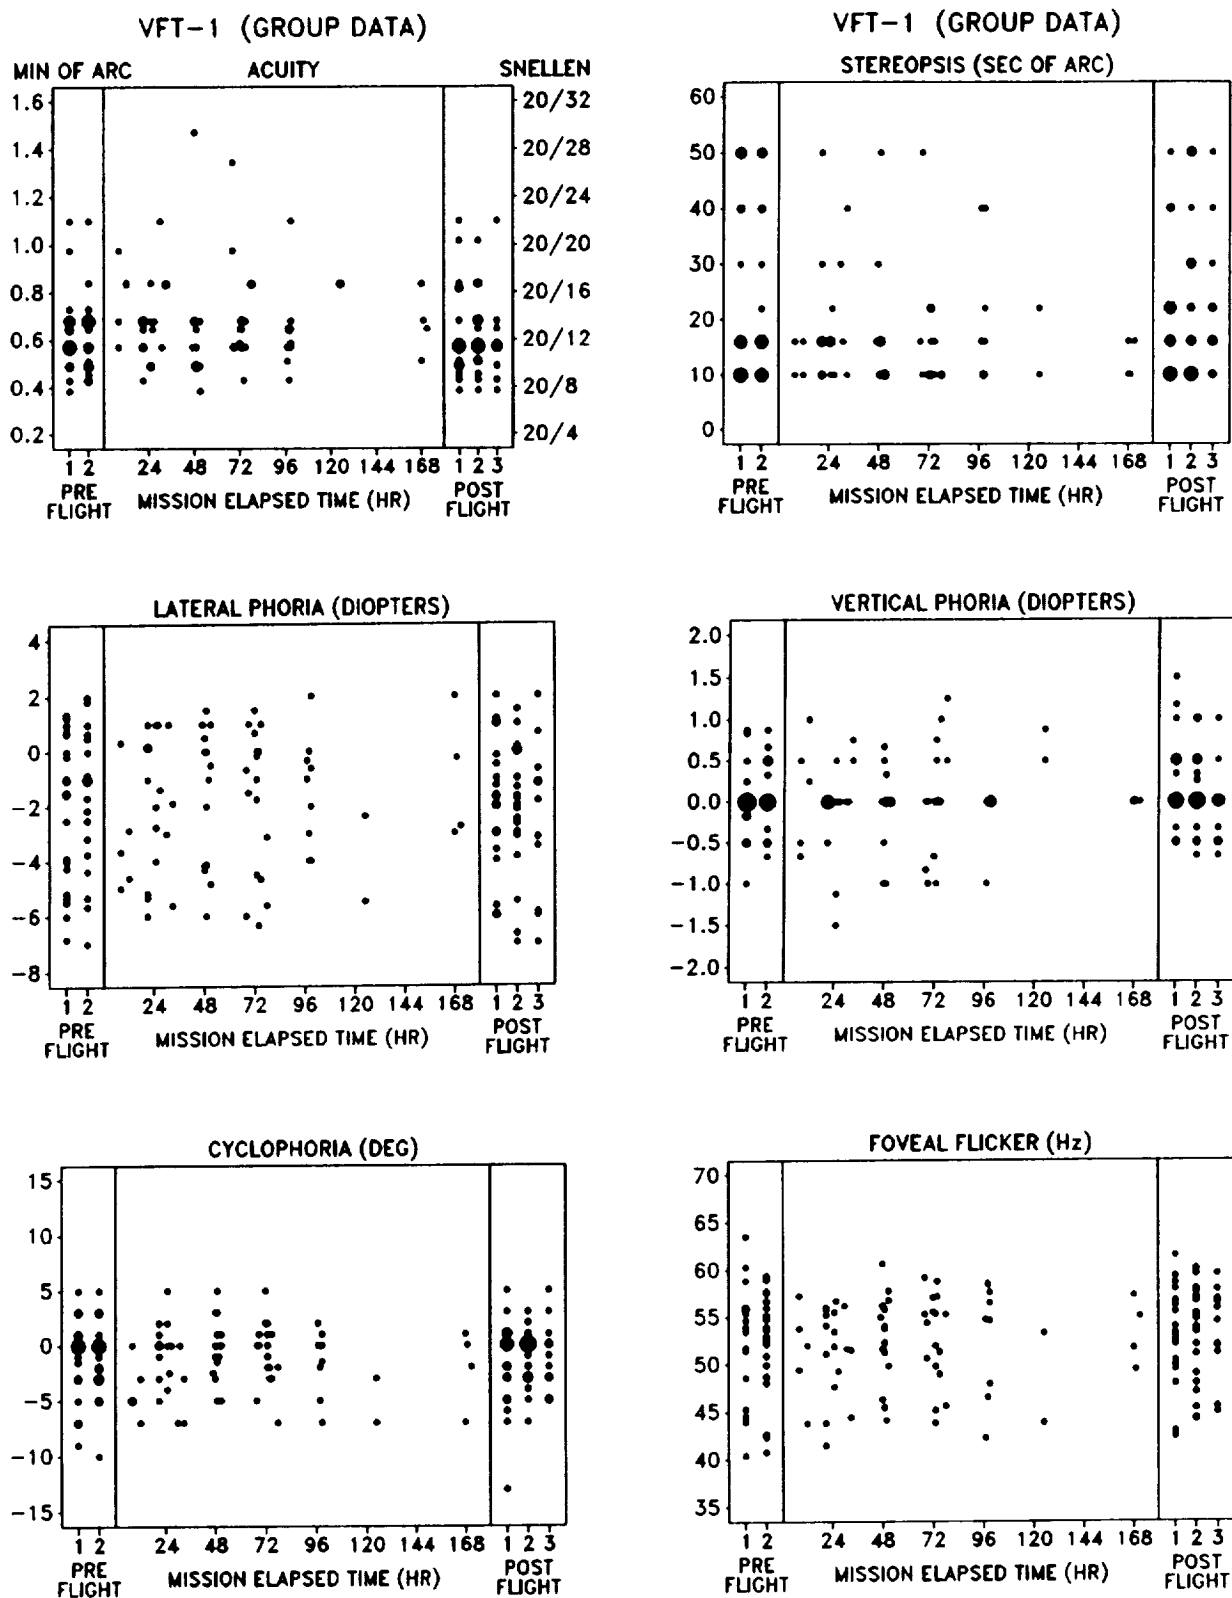 VFT-1 (GROUP DATA)
MIN OF ARC ACUITY SNELLEN
1.6
1.4
1.2
1.0
0.8
0.6
0.4
0.2
20/32
20/28
20/24
20/20
20/16
20/12
20/8
20/4
1 2 24 48 72 96 120 144 168 1 2 3
PRE FLIGHT
MISSION ELAPSED TIME (HR)
POST FLIGHT
VFT-1 (GROUP DATA)
STEREOPSIS (SEC OF ARC)
60
50
40
30
20
10
0
1 2 24 48 72 96 120 144 168 1 2 3
PRE FLIGHT
MISSION ELAPSED TIME (HR)
POST FLIGHT
LATERAL PHORIA (DIOPTERS)
4
2
0
-2
-4
-6
-8
1 2 24 48 72 96 120 144 168 1 2 3
PRE FLIGHT
MISSION ELAPSED TIME (HR)
POST FLIGHT
VERTICAL PHORIA (DIOPTERS)
2.0
1.5
1.0
0.5
0.0
-0.5
-1.0
-1.5
-2.0
1 2 24 48 72 96 120 144 168 1 2 3
PRE FLIGHT
MISSION ELAPSED TIME (HR)
POST FLIGHT
CYCLOPHORIA (DEG)
15
10
5
0
-5
-10
-15
1 2 24 48 72 96 120 144 168 1 2 3
PRE FLIGHT
MISSION ELAPSED TIME (HR)
POST FLIGHT
FOVEAL FLICKER (Hz)
70
65
60
55
50
45
40
35
1 2 24 48 72 96 120 144 168 1 2 3
PRE FLIGHT
MISSION ELAPSED TIME (HR)
POST FLIGHT